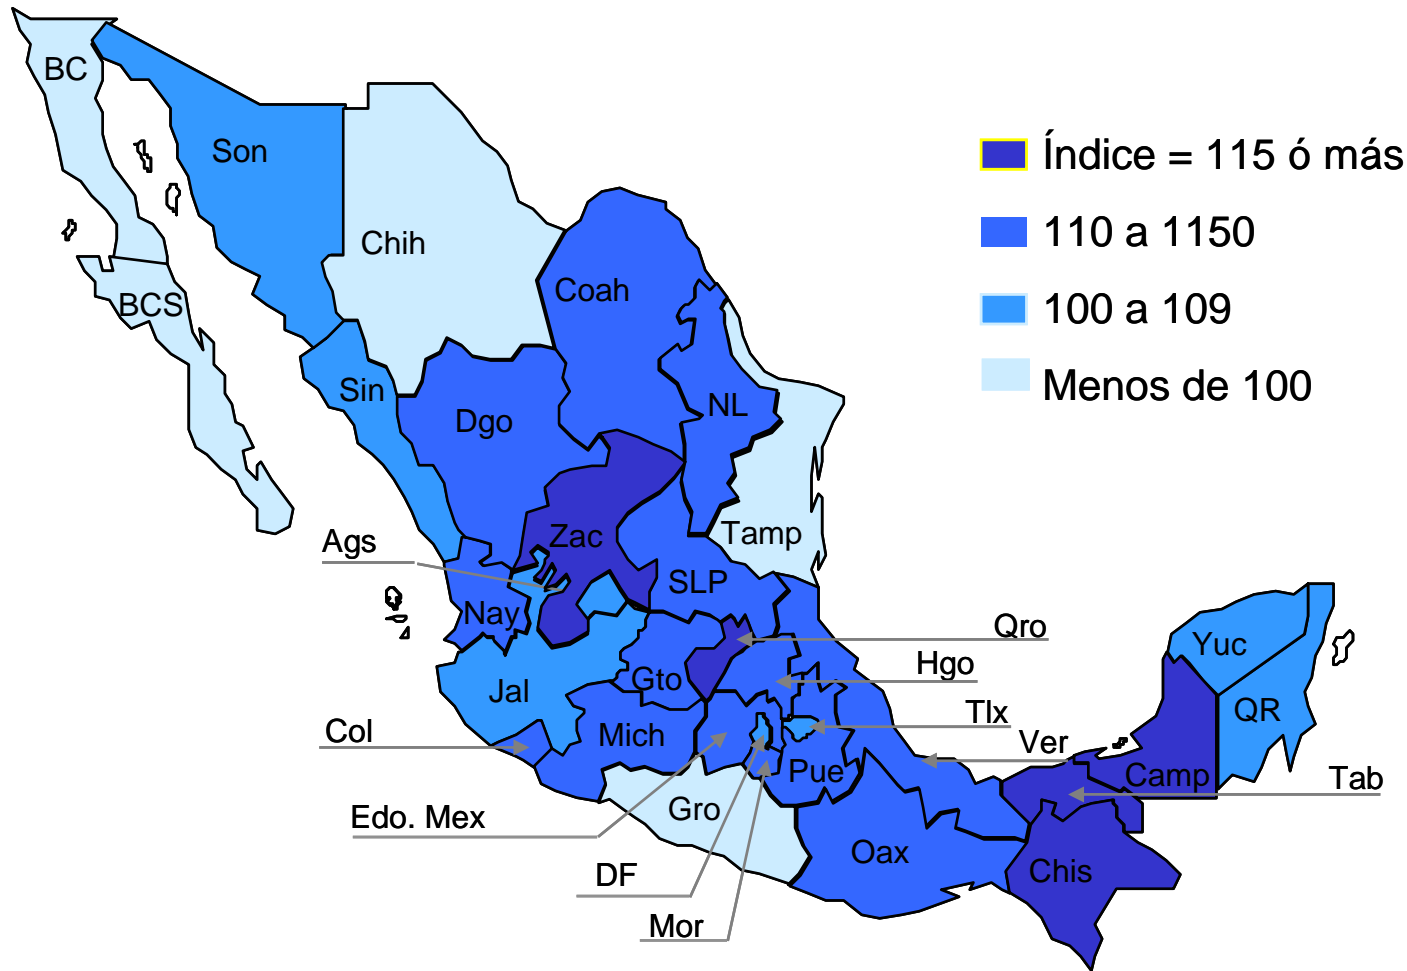 BC
Son
Índice = 115 ó más
110 a 1150
100 a 109
Menos de 100
Chih
BCS
Coah
Sin
Dgo
NL
Ags
Zac
Tamp
SLP
Nay
Qro
Yuc
Hgo
Gto
Jal
QR
Tlx
Col
Mich
Ver
Pue
Camp
Tab
Edo. Mex
Gro
Oax
DF
Chis
Mor